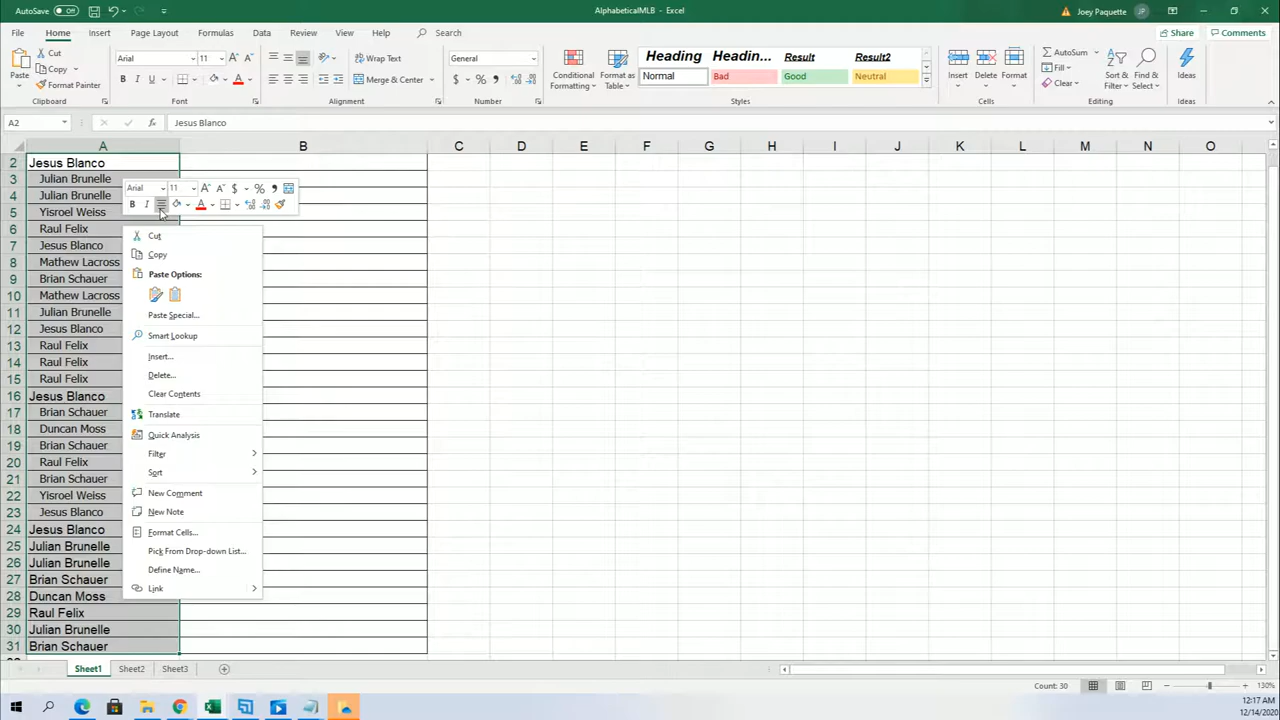 AutoSave Off AlphabeticalMLB - Excel Joey Paquette JP
File Home Insert Page Layout Formulas Data Review View Help Search Share Comments
Paste Cut Copy Format Painter Clipboard
Arial 11 B I U Font
Wrap Text Merge & Center Alignment
General $ % Number
Conditional Formatting Format as Table
Heading Headin... Result Result2
Normal Bad Good Neutral
Styles
Insert Delete Format Cells
AutoSum Fill Clear Sort & Filter Find & Select Editing
Ideas Ideas
A2 fx Jesus Blanco
A B C D E F G H I J K L M N O
2 Jesus Blanco
3 Julian Brunelle
4 Julian Brunelle
5 Yisroel Weiss
6 Raul Felix
7 Jesus Blanco
8 Mathew Lacross
9 Brian Schauer
10 Mathew Lacross
11 Julian Brunelle
12 Jesus Blanco
13 Raul Felix
14 Raul Felix
15 Raul Felix
16 Jesus Blanco
17 Brian Schauer
18 Duncan Moss
19 Brian Schauer
20 Raul Felix
21 Brian Schauer
22 Yisroel Weiss
23 Jesus Blanco
24 Jesus Blanco
25 Julian Brunelle
26 Julian Brunelle
27 Brian Schauer
28 Duncan Moss
29 Raul Felix
30 Julian Brunelle
31 Brian Schauer
Arial 11 $ %
B I A
Cut
Copy
Paste Options:
Paste Special...
Smart Lookup
Insert...
Delete...
Clear Contents
Translate
Quick Analysis
Filter
Sort
New Comment
New Note
Format Cells...
Pick From Drop-down List...
Define Name...
Link
Sheet1 Sheet2 Sheet3
Count: 30 130%
12:17 AM
12/14/2020